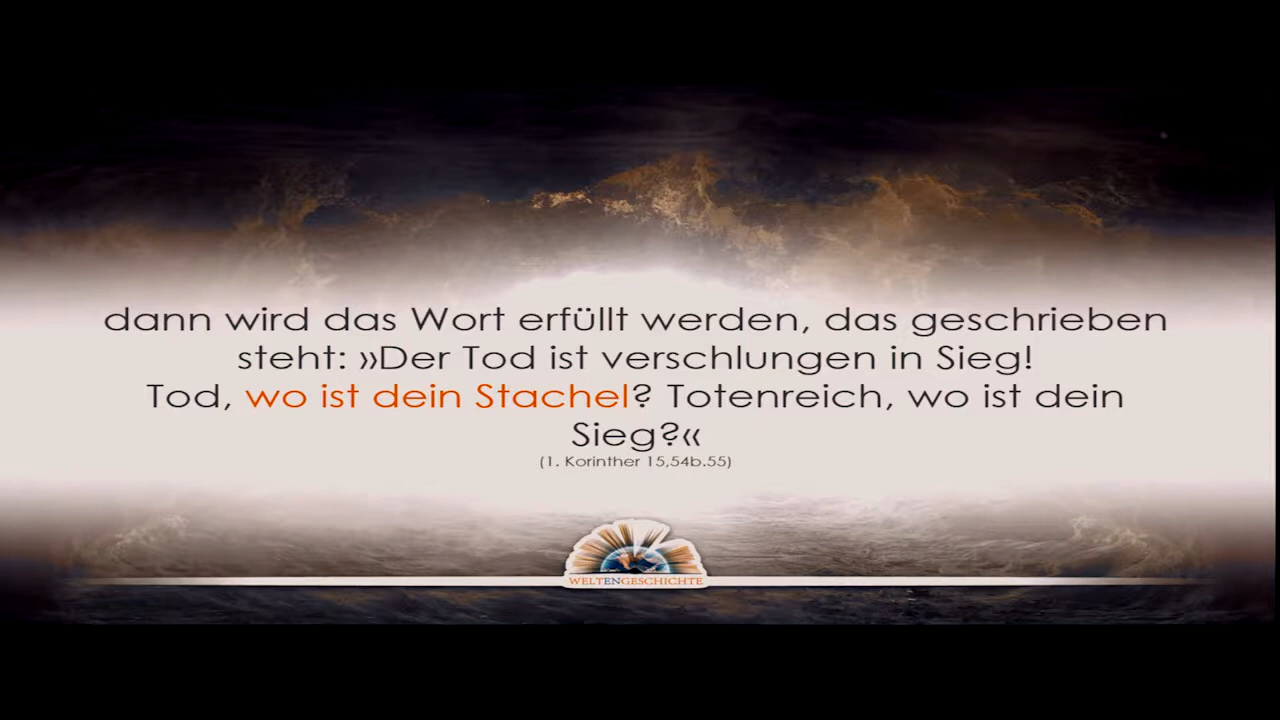 dann wird das Wort erfüllt werden, das geschrieben
steht: »Der Tod ist verschlungen in Sieg!
Tod, wo ist dein Stachel? Totenreich, wo ist dein
Sieg?«
(1. Korinther 15,54b.55)
WELTENGESCHICHTE